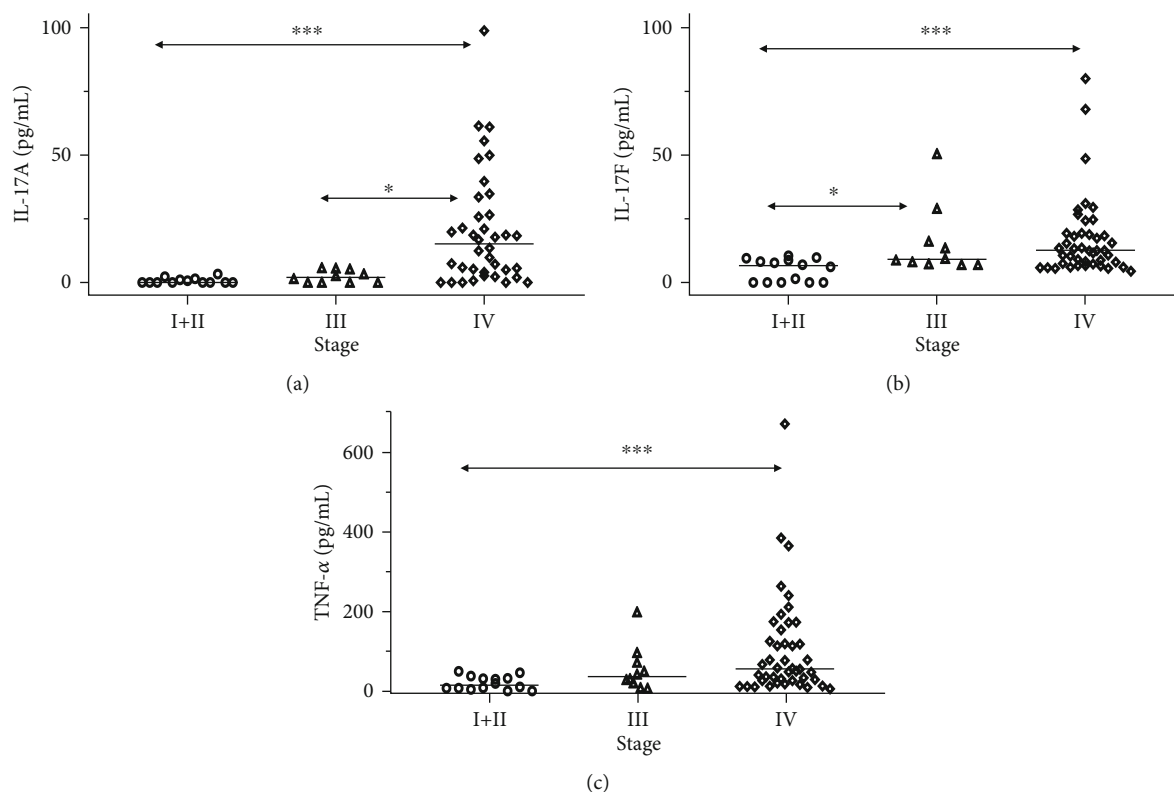 100
50
0
IL-17A (pg/mL)
***
*
I+II III IV
Stage
(a)
100
50
0
IL-17F (pg/mL)
***
*
I+II III IV
Stage
(b)
600
400
200
0
TNF-α (pg/mL)
***
I+II III IV
Stage
(c)